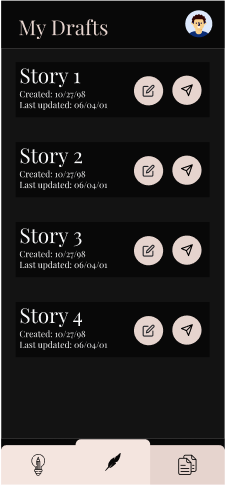 My Drafts
Story 1
Created: 10/27/98
Last updated: 06/04/01
Story 2
Created: 10/27/98
Last updated: 06/04/01
Story 3
Created: 10/27/98
Last updated: 06/04/01
Story 4
Created: 10/27/98
Last updated: 06/04/01